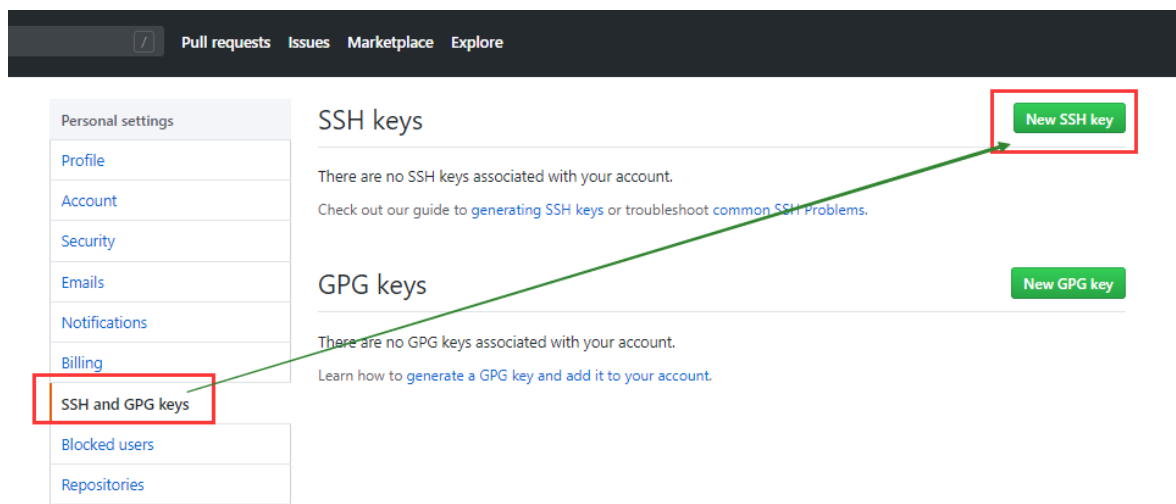 / Pull requests Issues Marketplace Explore
Personal settings
Profile
Account
Security
Emails
Notifications
Billing
SSH and GPG keys
Blocked users
Repositories
SSH keys
New SSH key
There are no SSH keys associated with your account.
Check out our guide to generating SSH keys or troubleshoot common SSH Problems.
GPG keys
New GPG key
There are no GPG keys associated with your account.
Learn how to generate a GPG key and add it to your account.